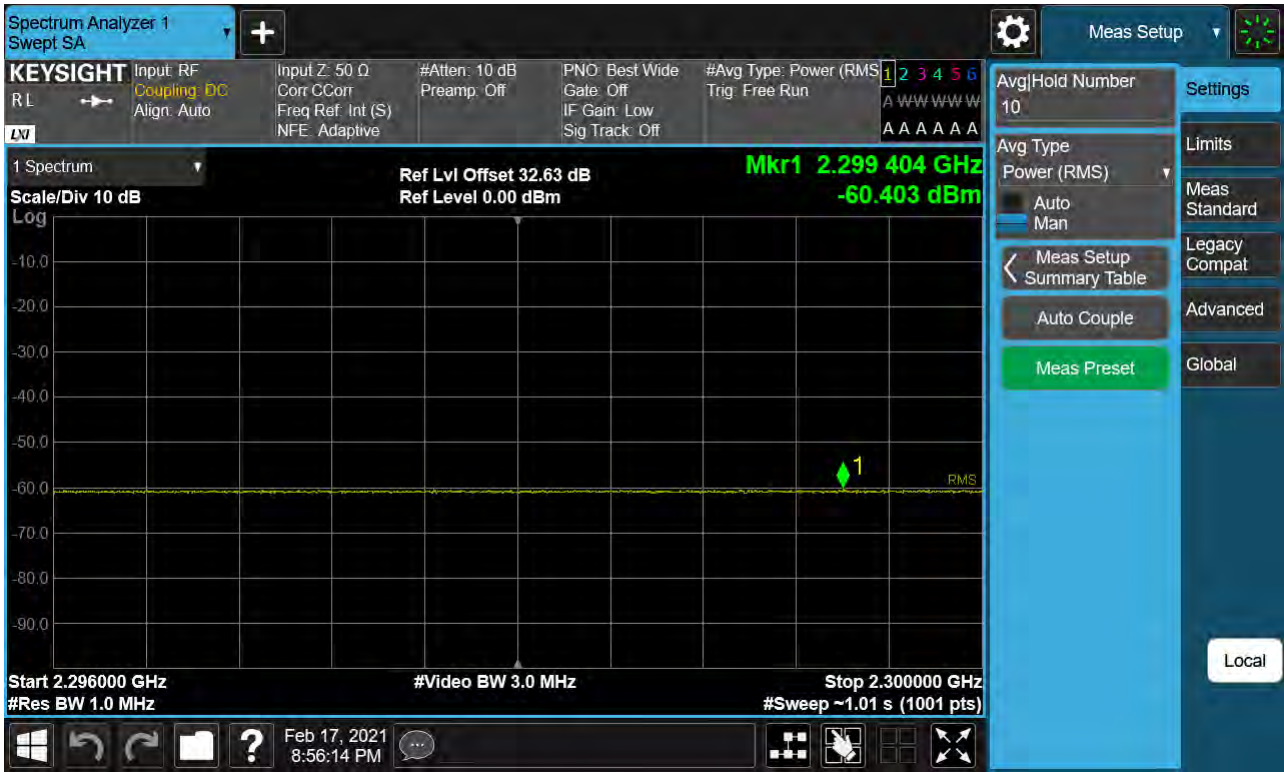 Spectrum Analyzer 1
Swept SA
+
Meas Setup
KEYSIGHT
RL
LXI
Input: RF
Coupling: DC
Align: Auto
Input Z: 50 Ω
Corr CCorr
Freq Ref: Int (S)
NFE: Adaptive
#Atten: 10 dB
Preamp: Off
PNO: Best Wide
Gate: Off
IF Gain: Low
Sig Track: Off
#Avg Type: Power (RMS
Trig: Free Run
1 2 3 4 5 6
A W W W W W
A A A A A A
1 Spectrum
Scale/Div 10 dB
Log
Ref Lvl Offset 32.63 dB
Ref Level 0.00 dBm
Mkr1 2.299 404 GHz
-60.403 dBm
-10.0
-20.0
-30.0
-40.0
-50.0
-60.0
-70.0
-80.0
-90.0
1
RMS
Start 2.296000 GHz
#Res BW 1.0 MHz
#Video BW 3.0 MHz
Stop 2.300000 GHz
#Sweep ~1.01 s (1001 pts)
Avg|Hold Number
10
Avg Type
Power (RMS)
Auto
Man
Meas Setup
Summary Table
Auto Couple
Meas Preset
Settings
Limits
Meas
Standard
Legacy
Compat
Advanced
Global
Local
?
Feb 17, 2021
8:56:14 PM